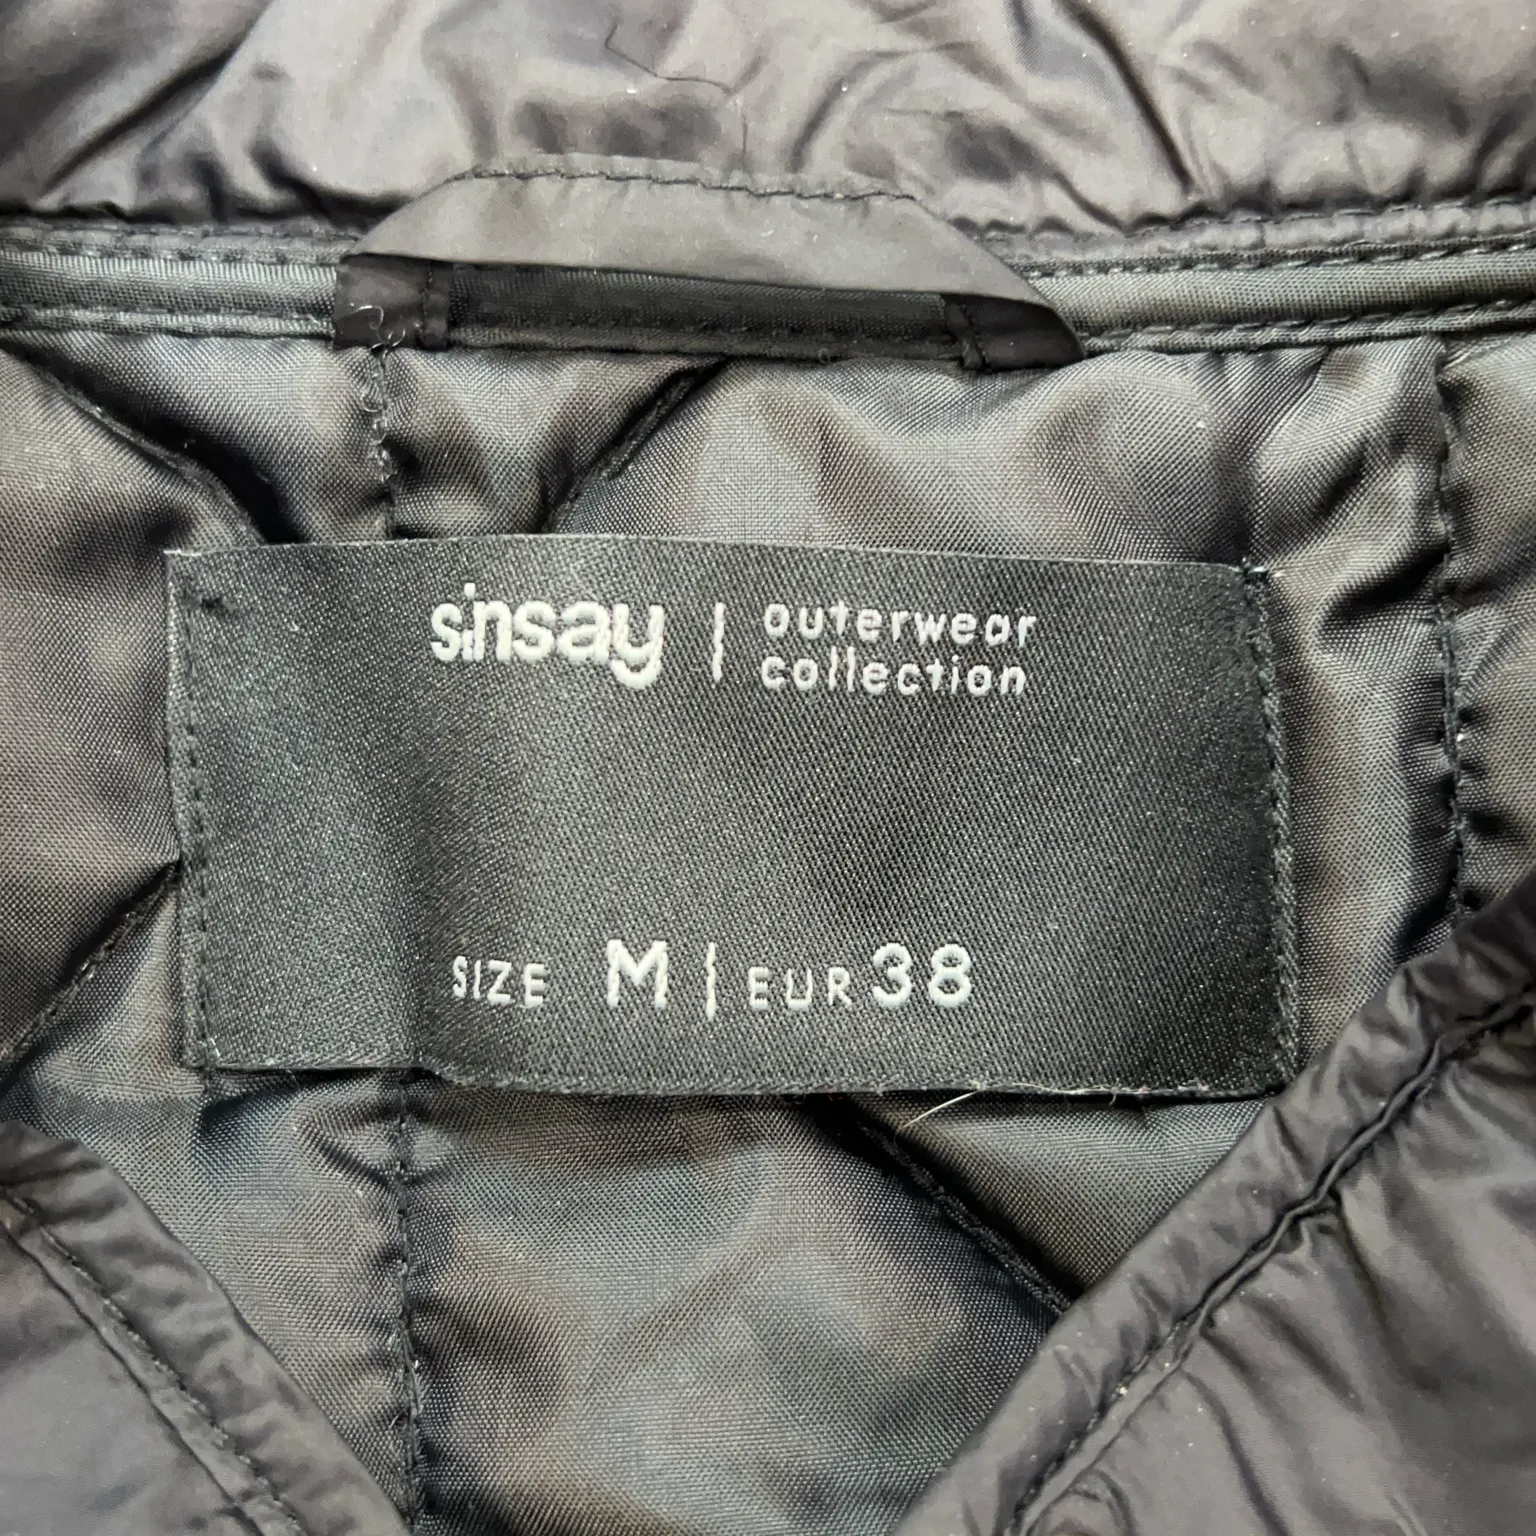 sinsay | outerwear
collection
SIZE M | EUR 38